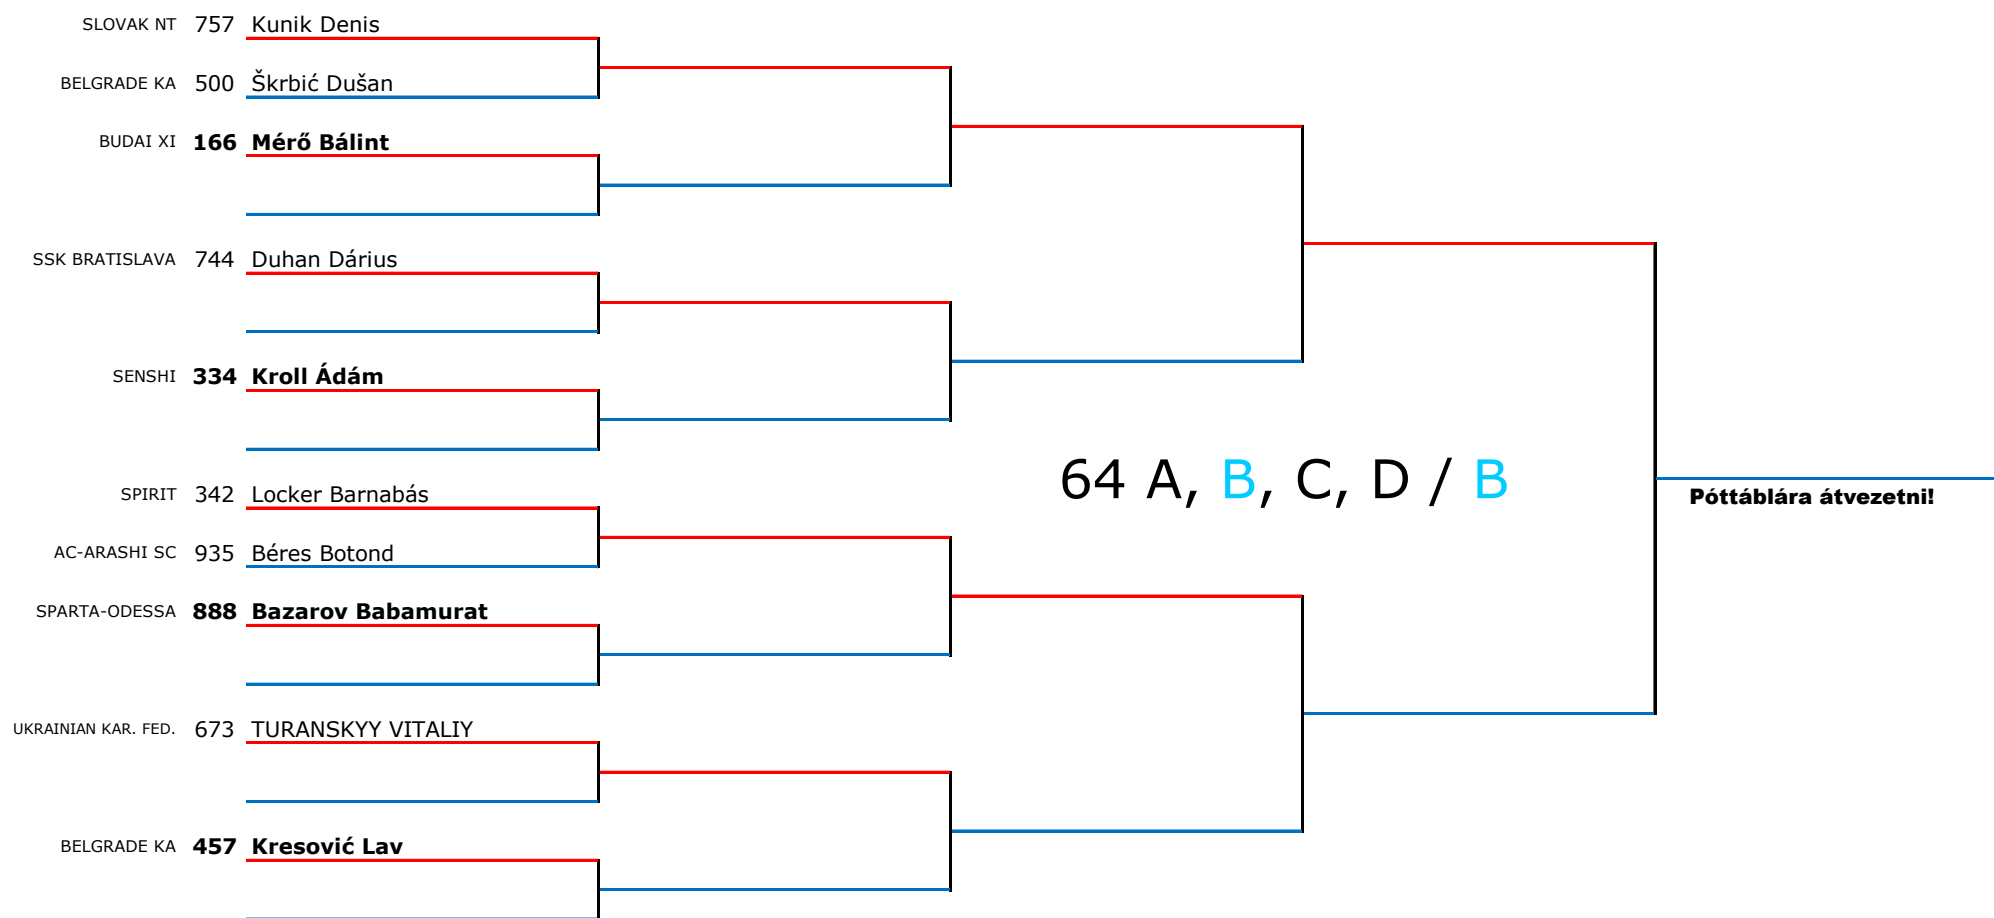 SLOVAK NT 757 Kunik Denis
BELGRADE KA 500 Škrbić Dušan
BUDAI XI 166 Mérő Bálint
SSK BRATISLAVA 744 Duhan Dárius
SENSHI 334 Kroll Ádám
64 A, B, C, D / B
SPIRIT 342 Locker Barnabás
Póttáblára átvezetni!
AC-ARASHI SC 935 Béres Botond
SPARTA-ODESSA 888 Bazarov Babamurat
UKRAINIAN KAR. FED. 673 TURANSKYY VITALIY
BELGRADE KA 457 Kresović Lav